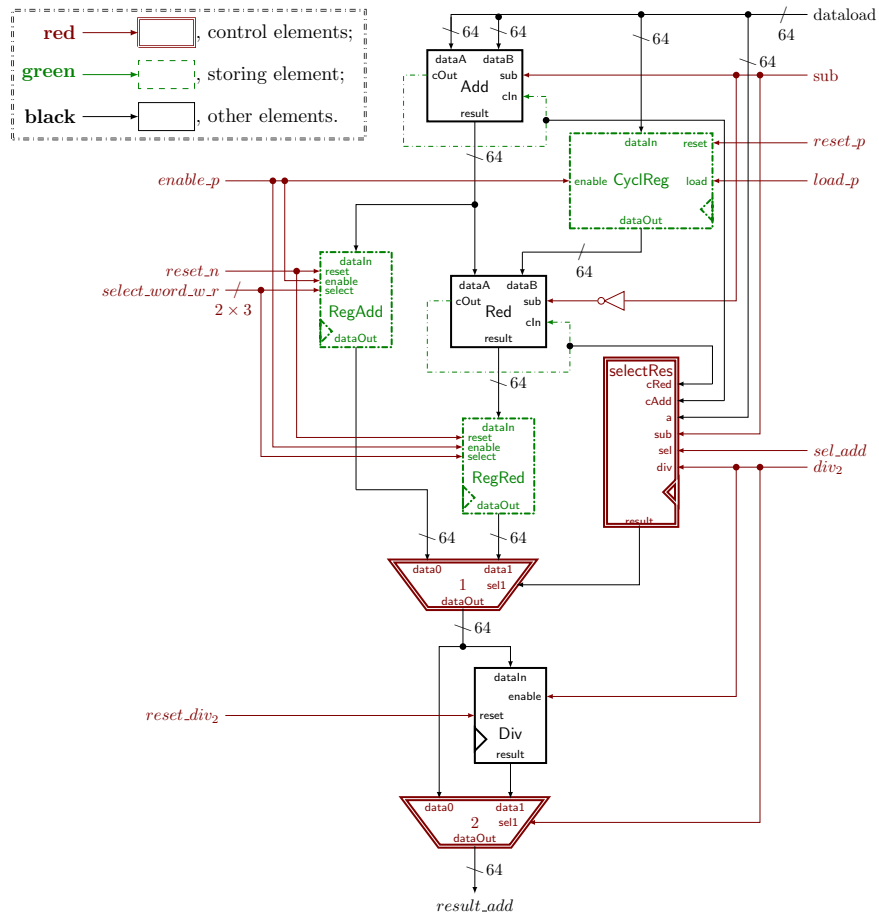 red , control elements;
green , storing element;
black , other elements.
dataload
64
64
64
64
64
dataA dataB
cOut Add sub
cIn
result
sub
64
dataIn reset
enable CyclReg load
dataOut
reset_p
load_p
enable_p
64
reset_n
select_word_w_r
2 × 3
dataIn
reset
enable
select
RegAdd
dataOut
dataA dataB
cOut sub
Red
cIn
result
64
selectRes
cRed
cAdd
a
sub
sel
div
result
sel_add
div₂
dataIn
reset
enable
select
RegRed
dataOut
64 64
data0 data1
1 sel1
dataOut
64
dataIn
enable
reset
Div
result
reset_div₂
data0 data1
2 sel1
dataOut
64
result_add